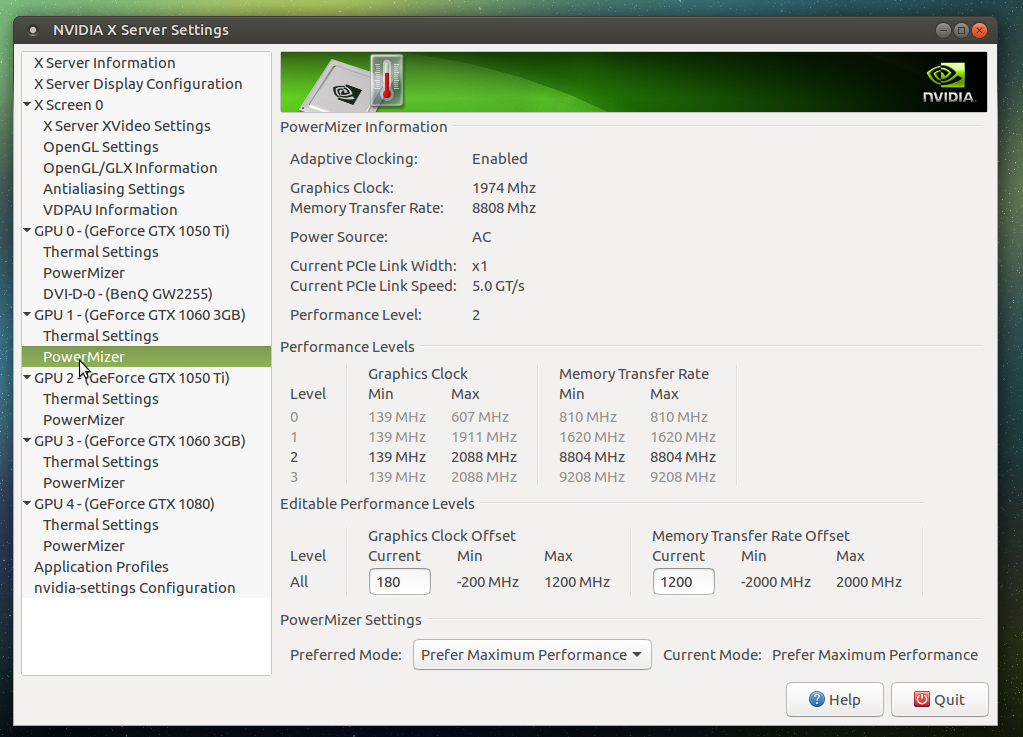 NVIDIA X Server Settings
X Server Information
X Server Display Configuration
X Screen 0
X Server XVideo Settings
OpenGL Settings
OpenGL/GLX Information
Antialiasing Settings
VDPAU Information
GPU 0 - (GeForce GTX 1050 Ti)
Thermal Settings
PowerMizer
DVI-D-0 - (BenQ GW2255)
GPU 1 - (GeForce GTX 1060 3GB)
Thermal Settings
PowerMizer
GPU 2 - (GeForce GTX 1050 Ti)
Thermal Settings
PowerMizer
GPU 3 - (GeForce GTX 1060 3GB)
Thermal Settings
PowerMizer
GPU 4 - (GeForce GTX 1080)
Thermal Settings
PowerMizer
Application Profiles
nvidia-settings Configuration
NVIDIA.
PowerMizer Information
Adaptive Clocking: Enabled
Graphics Clock: 1974 Mhz
Memory Transfer Rate: 8808 Mhz
Power Source: AC
Current PCIe Link Width: x1
Current PCIe Link Speed: 5.0 GT/s
Performance Level: 2
Performance Levels
Graphics Clock Memory Transfer Rate
Level Min Max Min Max
0 139 MHz 607 MHz 810 MHz 810 MHz
1 139 MHz 1911 MHz 1620 MHz 1620 MHz
2 139 MHz 2088 MHz 8804 MHz 8804 MHz
3 139 MHz 2088 MHz 9208 MHz 9208 MHz
Editable Performance Levels
Graphics Clock Offset Memory Transfer Rate Offset
Level Current Min Max Current Min Max
All 180 -200 MHz 1200 MHz 1200 -2000 MHz 2000 MHz
PowerMizer Settings
Preferred Mode: Prefer Maximum Performance Current Mode: Prefer Maximum Performance
Help Quit